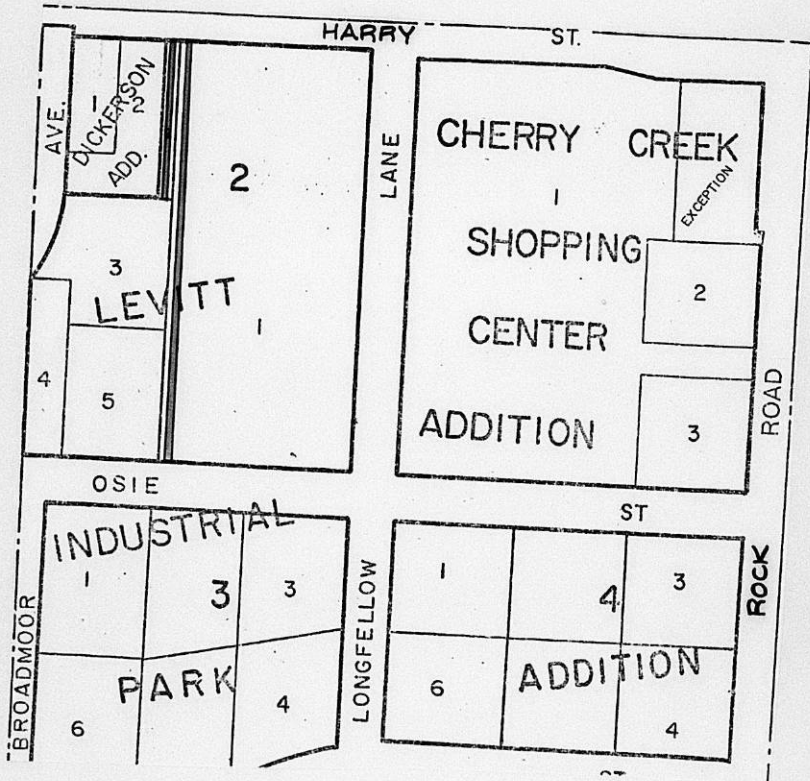 HARRY ST.
AVE.
1
2
DICKERSON
ADD.
2
LANE
CHERRY CREEK
1
EXCEPTION
SHOPPING
3
2
LEVITT
1
CENTER
4
5
ROAD
ADDITION
3
OSIE
ST
INDUSTRIAL
1
3
3
1
4
3
ROCK
BROADMOOR
LONGFELLOW
PARK
ADDITION
6
4
6
4